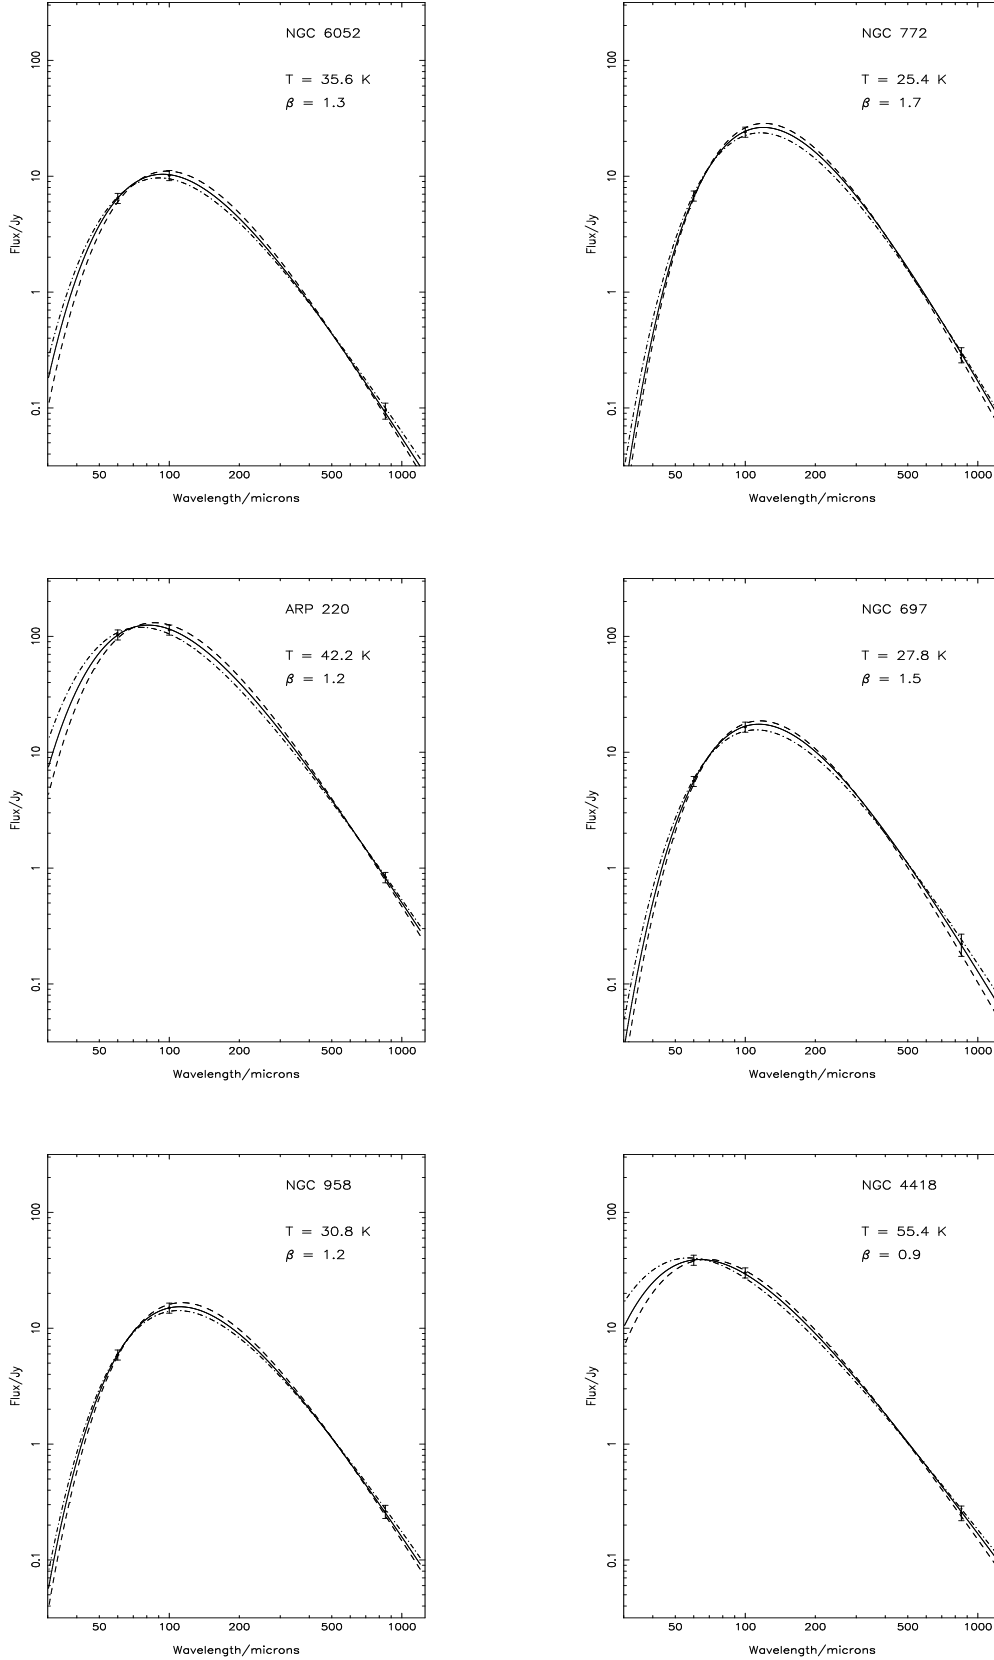 NGC 6052
T = 35.6 K
β = 1.3
100
10
1
0.1
Flux/Jy
50 100 200 500 1000
Wavelength/microns
NGC 772
T = 25.4 K
β = 1.7
100
10
1
0.1
Flux/Jy
50 100 200 500 1000
Wavelength/microns
ARP 220
T = 42.2 K
β = 1.2
100
10
1
0.1
Flux/Jy
50 100 200 500 1000
Wavelength/microns
NGC 697
T = 27.8 K
β = 1.5
100
10
1
0.1
Flux/Jy
50 100 200 500 1000
Wavelength/microns
NGC 958
T = 30.8 K
β = 1.2
100
10
1
0.1
Flux/Jy
50 100 200 500 1000
Wavelength/microns
NGC 4418
T = 55.4 K
β = 0.9
100
10
1
0.1
Flux/Jy
50 100 200 500 1000
Wavelength/microns